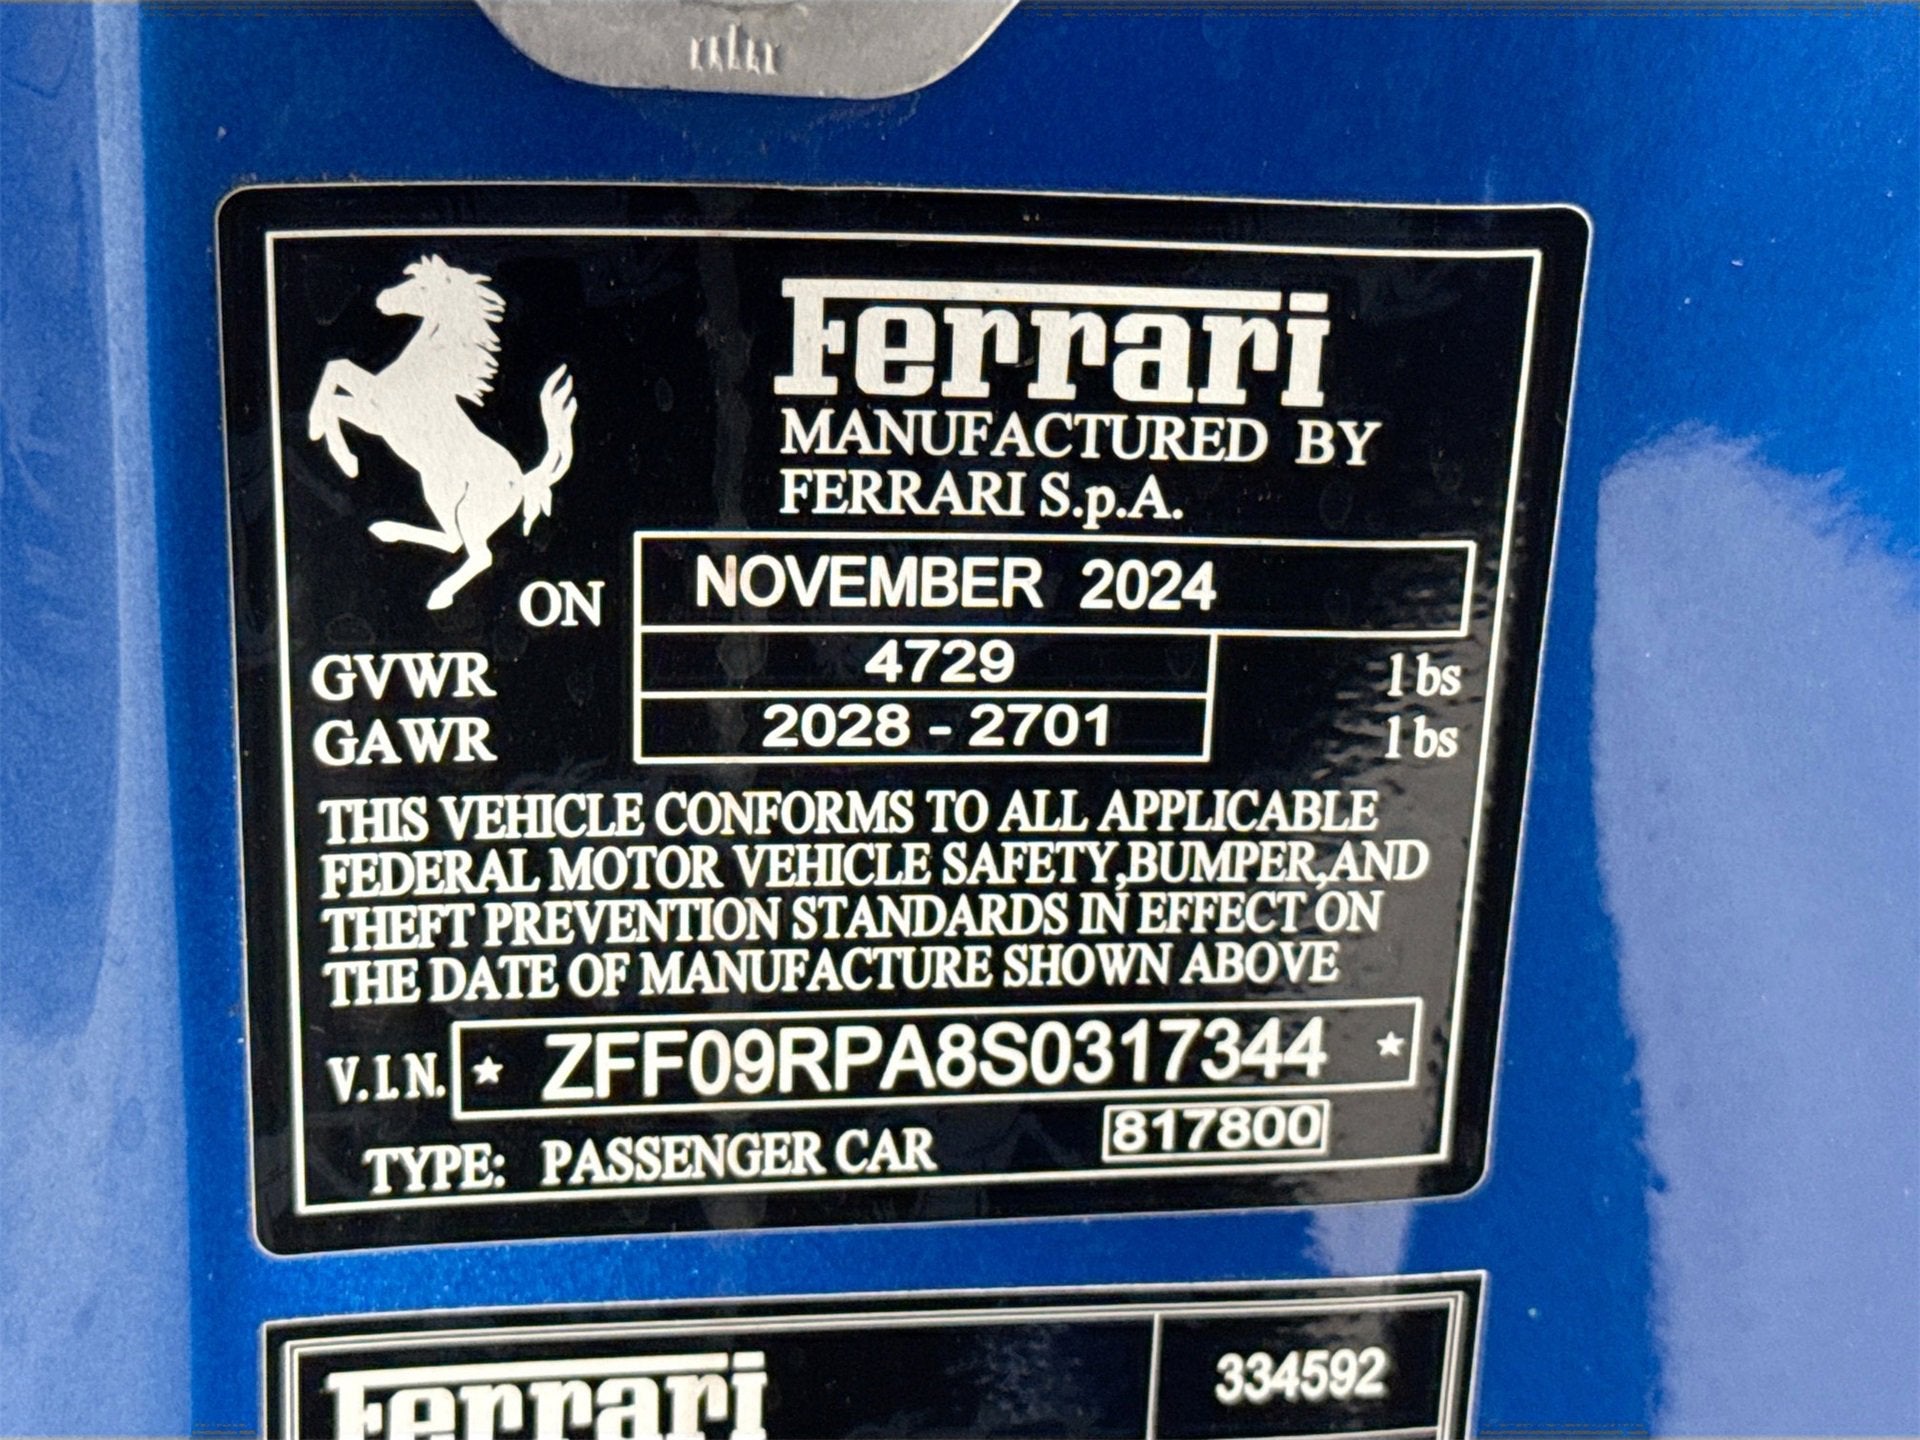 Ferrari
MANUFACTURED BY
FERRARI S.p.A.
ON NOVEMBER 2024
GVWR 4729 lbs
GAWR 2028 - 2701 lbs
THIS VEHICLE CONFORMS TO ALL APPLICABLE
FEDERAL MOTOR VEHICLE SAFETY,BUMPER,AND
THEFT PREVENTION STANDARDS IN EFFECT ON
THE DATE OF MANUFACTURE SHOWN ABOVE
V.I.N. ★ ZFF09RPA8S0317344 ★
TYPE: PASSENGER CAR 817800
Ferrari 334592